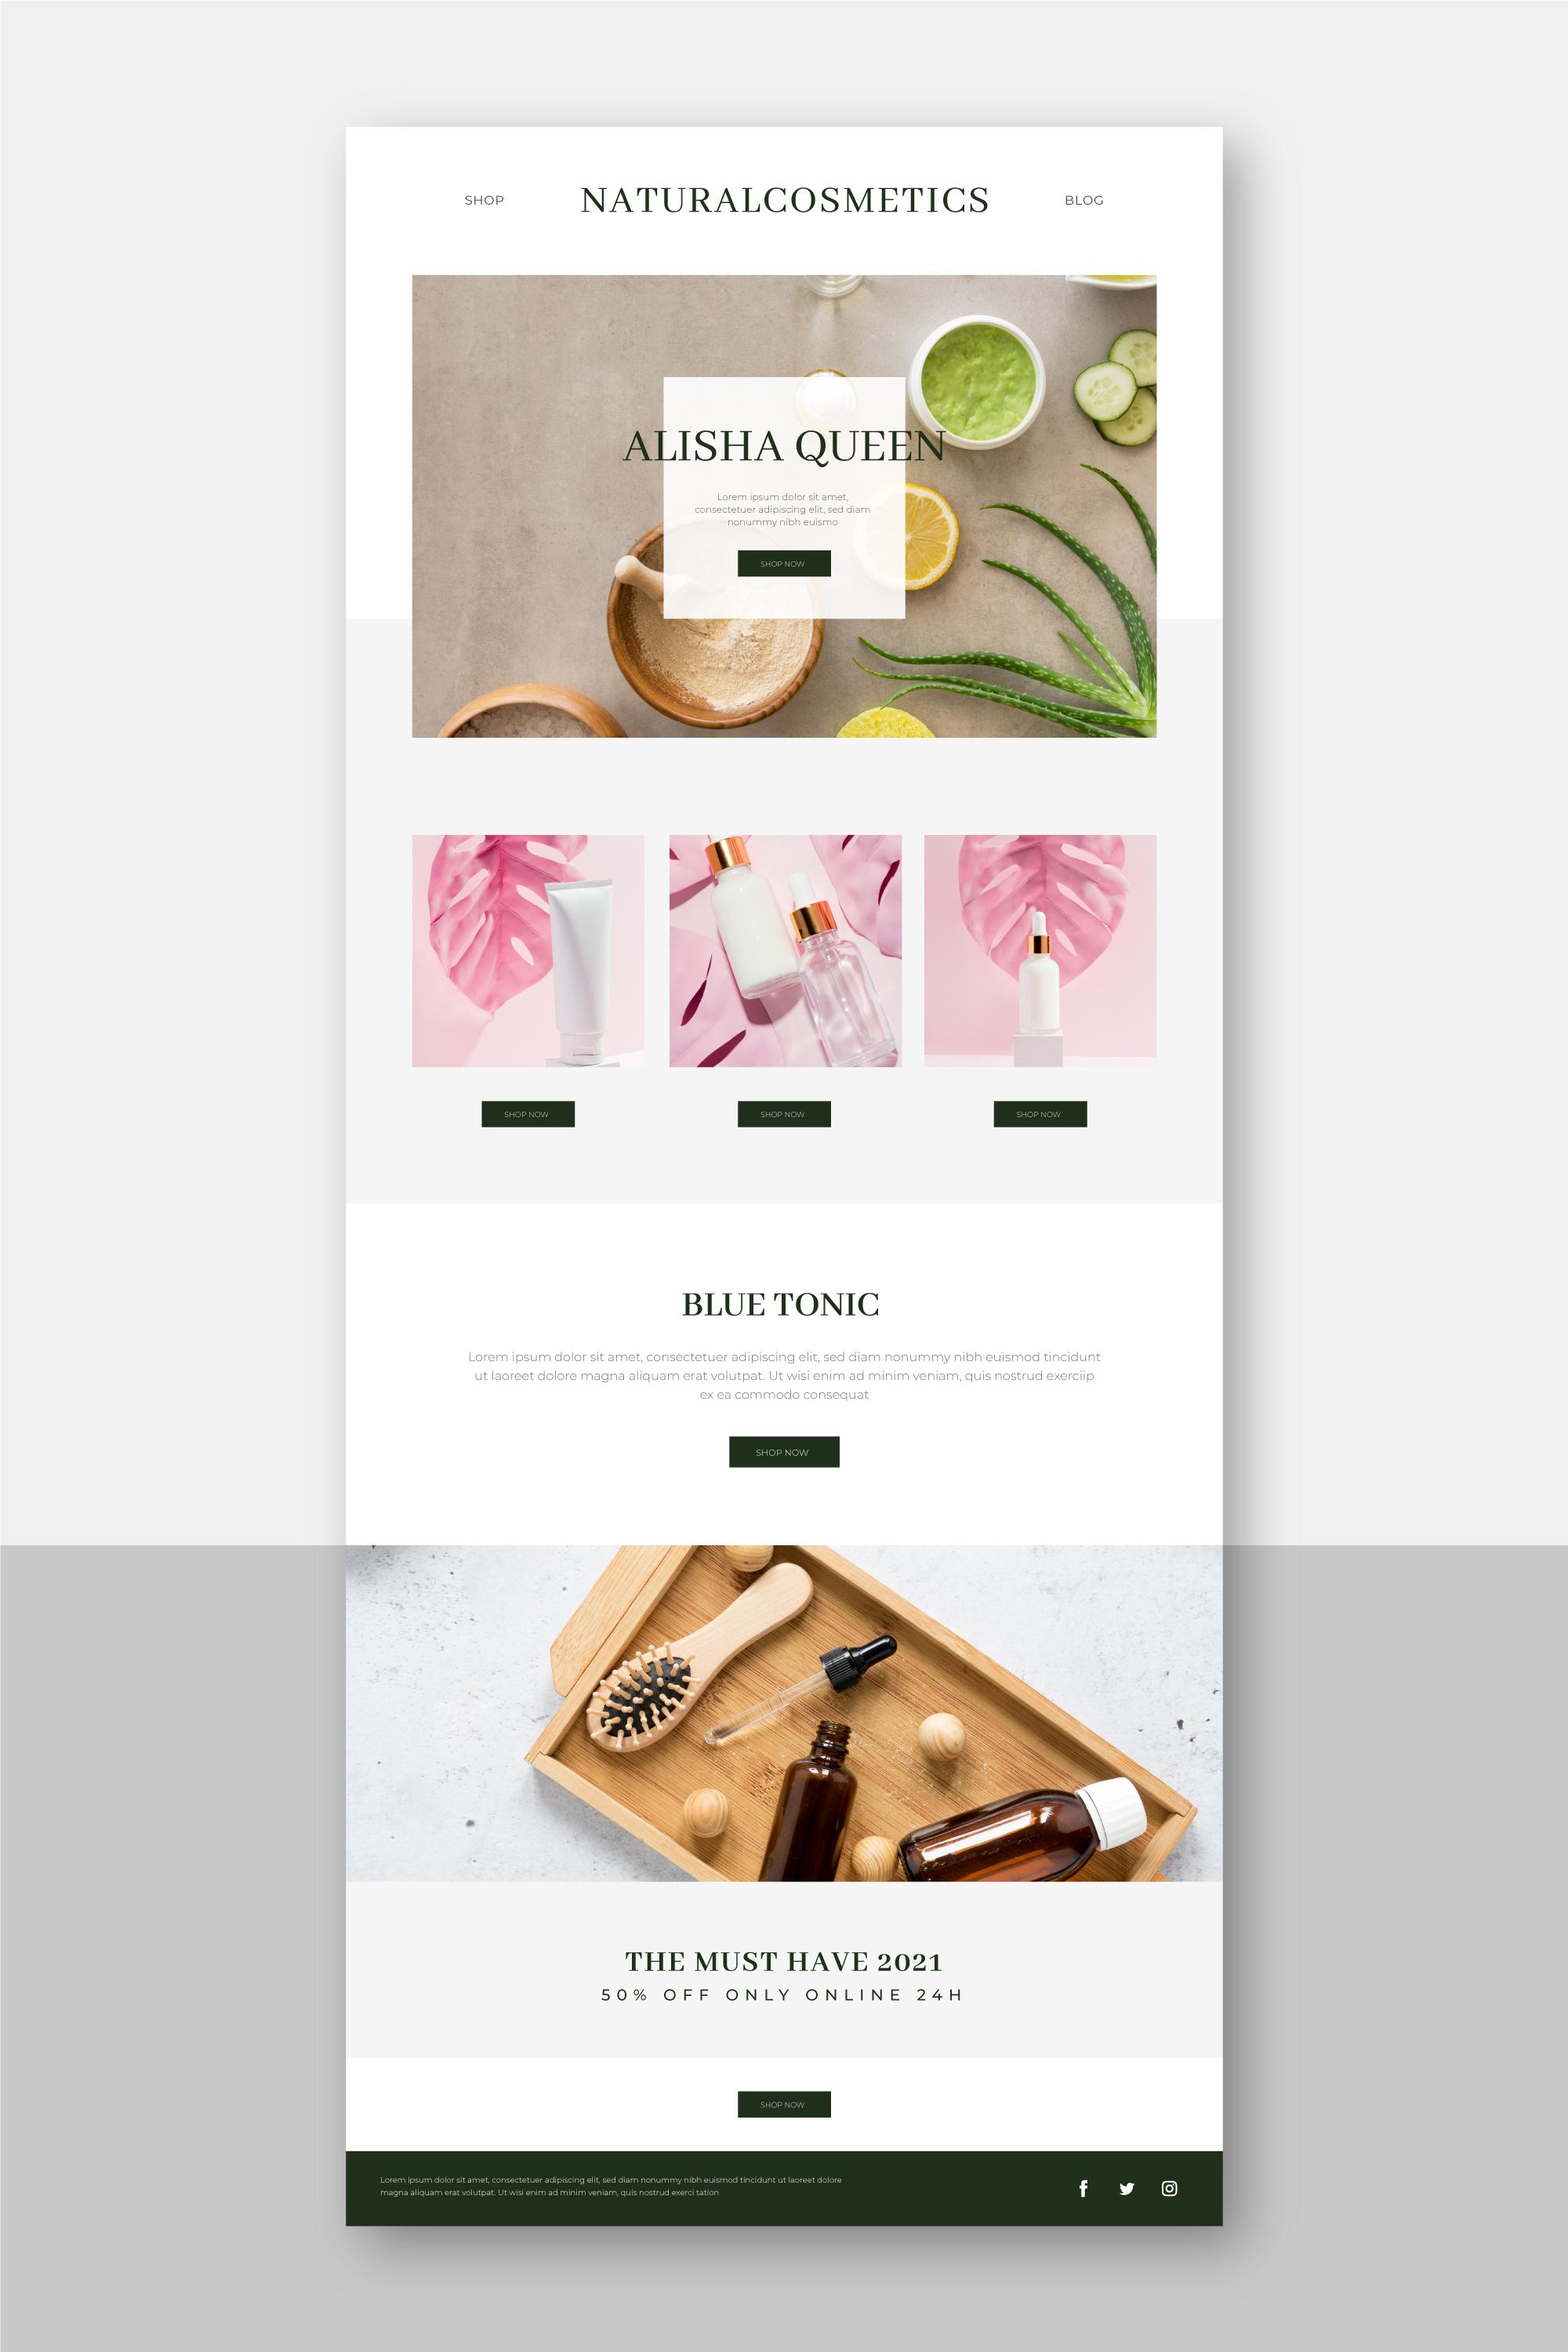 SHOP NATURALCOSMETICS BLOG
ALISHA QUEEN
Lorem ipsum dolor sit amet,
consectetuer adipiscing elit, sed diam
nonummy nibh euismo
SHOP NOW
SHOP NOW SHOP NOW SHOP NOW
BLUE TONIC
Lorem ipsum dolor sit amet, consectetuer adipiscing elit, sed diam nonummy nibh euismod tincidunt
ut laoreet dolore magna aliquam erat volutpat. Ut wisi enim ad minim veniam, quis nostrud exerciip
ex ea commodo consequat
SHOP NOW
THE MUST HAVE 2021
50% OFF ONLY ONLINE 24H
SHOP NOW
Lorem ipsum dolor sit amet, consectetuer adipiscing elit, sed diam nonummy nibh euismod tincidunt ut laoreet dolore
magna aliquam erat volutpat. Ut wisi enim ad minim veniam, quis nostrud exerci tation